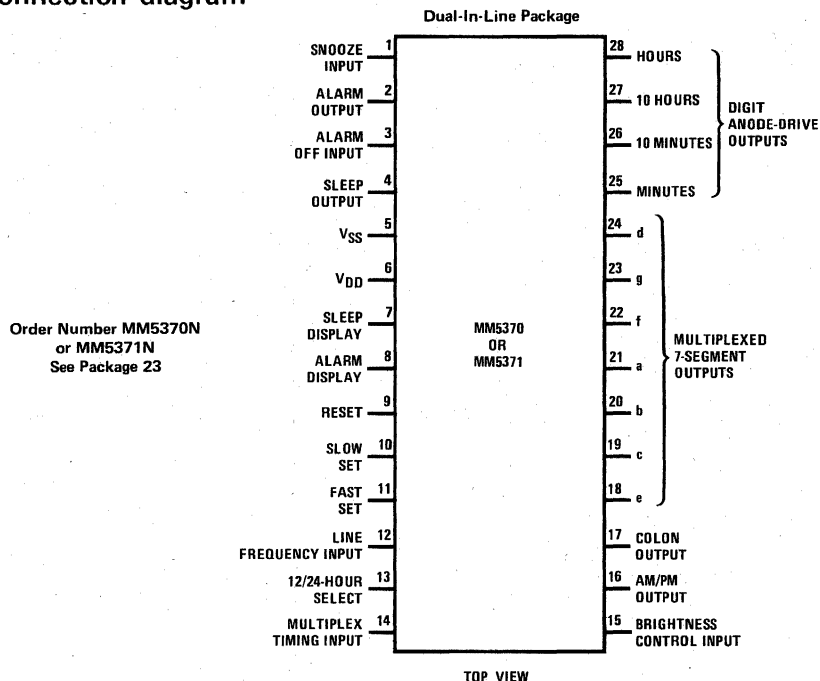 connection diagram
Dual-In-Line Package
SNOOZE
INPUT
1
ALARM
OUTPUT
2
ALARM
OFF INPUT
3
SLEEP
OUTPUT
4
VSS
5
VDD
6
SLEEP
DISPLAY
7
ALARM
DISPLAY
8
RESET
9
SLOW
SET
10
FAST
SET
11
LINE
FREQUENCY INPUT
12
12/24-HOUR
SELECT
13
MULTIPLEX
TIMING INPUT
14
Order Number MM5370N
or MM5371N
See Package 23
MM5370
OR
MM5371
28 HOURS
27 10 HOURS
26 10 MINUTES
25 MINUTES
DIGIT
ANODE-DRIVE
OUTPUTS
24 d
23 g
22 f
21 a
20 b
19 c
18 e
MULTIPLEXED
7-SEGMENT
OUTPUTS
17 COLON
OUTPUT
16 AM/PM
OUTPUT
15 BRIGHTNESS
CONTROL INPUT
TOP VIEW